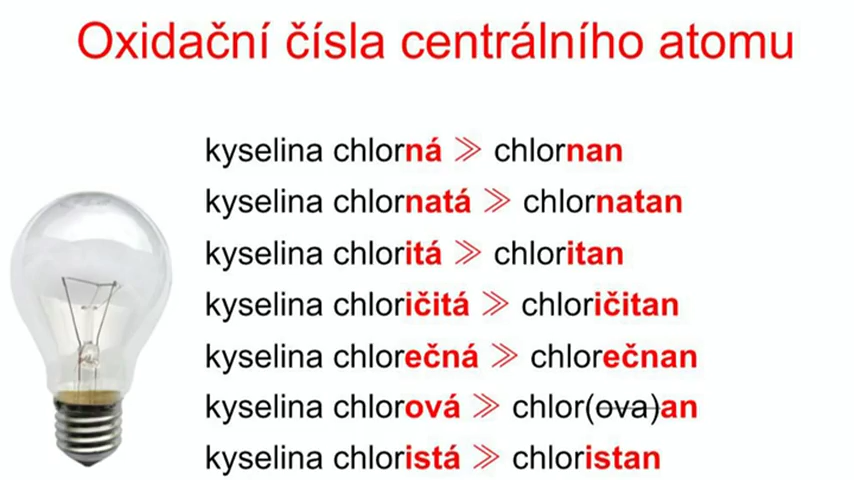 Oxidační čísla centrálního atomu
kyselina chlorná ≫ chlornan
kyselina chlornatá ≫ chlornatan
kyselina chloritá ≫ chloritan
kyselina chloričitá ≫ chloričitan
kyselina chlorečná ≫ chlorečnan
kyselina chlorová ≫ chlor(ova)an
kyselina chloristá ≫ chloristan